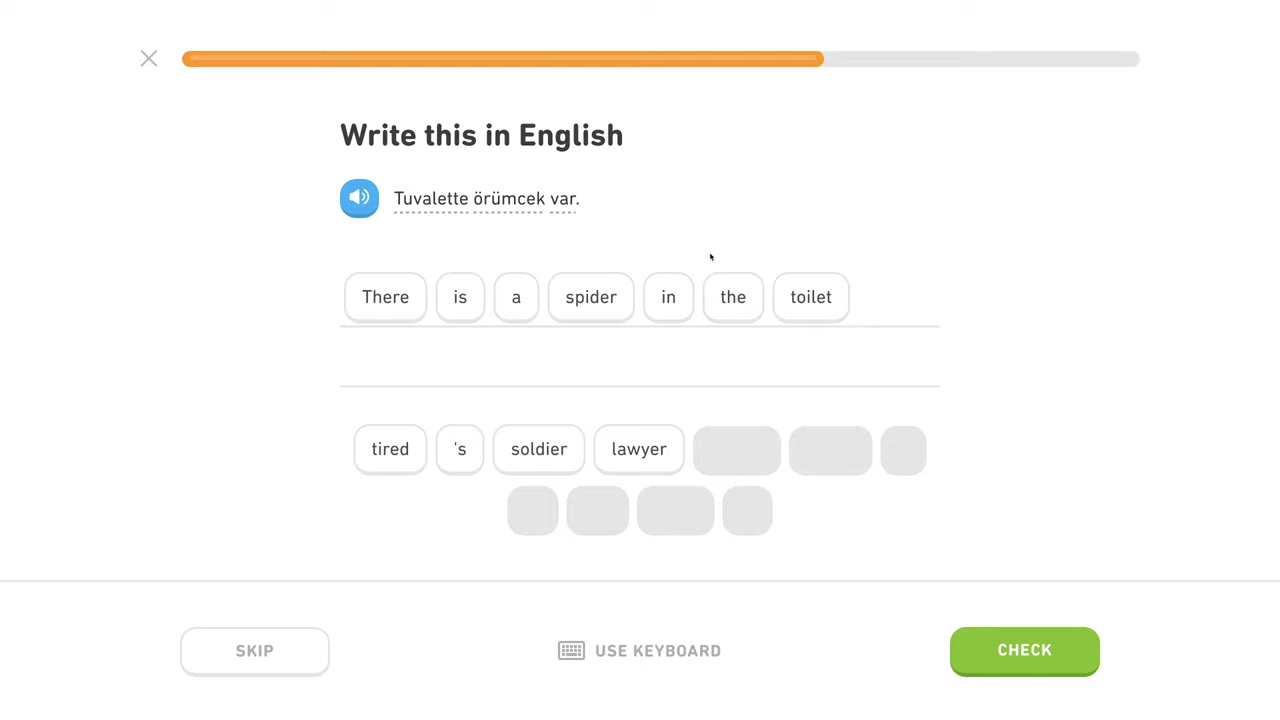 Write this in English
Tuvalette örümcek var.
There is a spider in the toilet
tired 's soldier lawyer
SKIP USE KEYBOARD CHECK